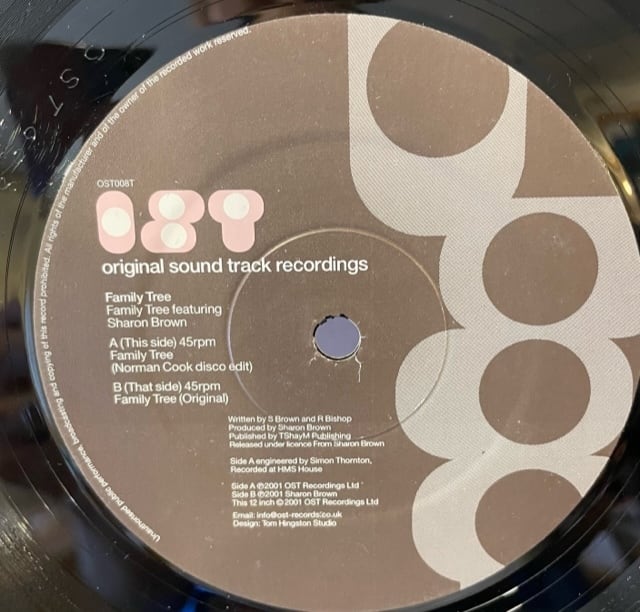 Unauthorised public performance, broadcasting and copying of this record prohibited. All rights of the manufacturer and of the owner of the recorded work reserved.
OST
OST008T
OST
original sound track recordings
Family Tree
Family Tree featuring
Sharon Brown
A (This side) 45rpm
Family Tree
(Norman Cook disco edit)
B (That side) 45rpm
Family Tree (Original)
Written by S Brown and R Bishop
Produced by Sharon Brown
Published by TShayM Publishing
Released under licence From Sharon Brown
Side A engineered by Simon Thornton,
Recorded at HMS House
Side A ℗2001 OST Recordings Ltd
Side B ℗2001 Sharon Brown
This 12 inch ©2001 OST Recordings Ltd
Email: info@ost-records.co.uk
Design: Tom Hingston Studio